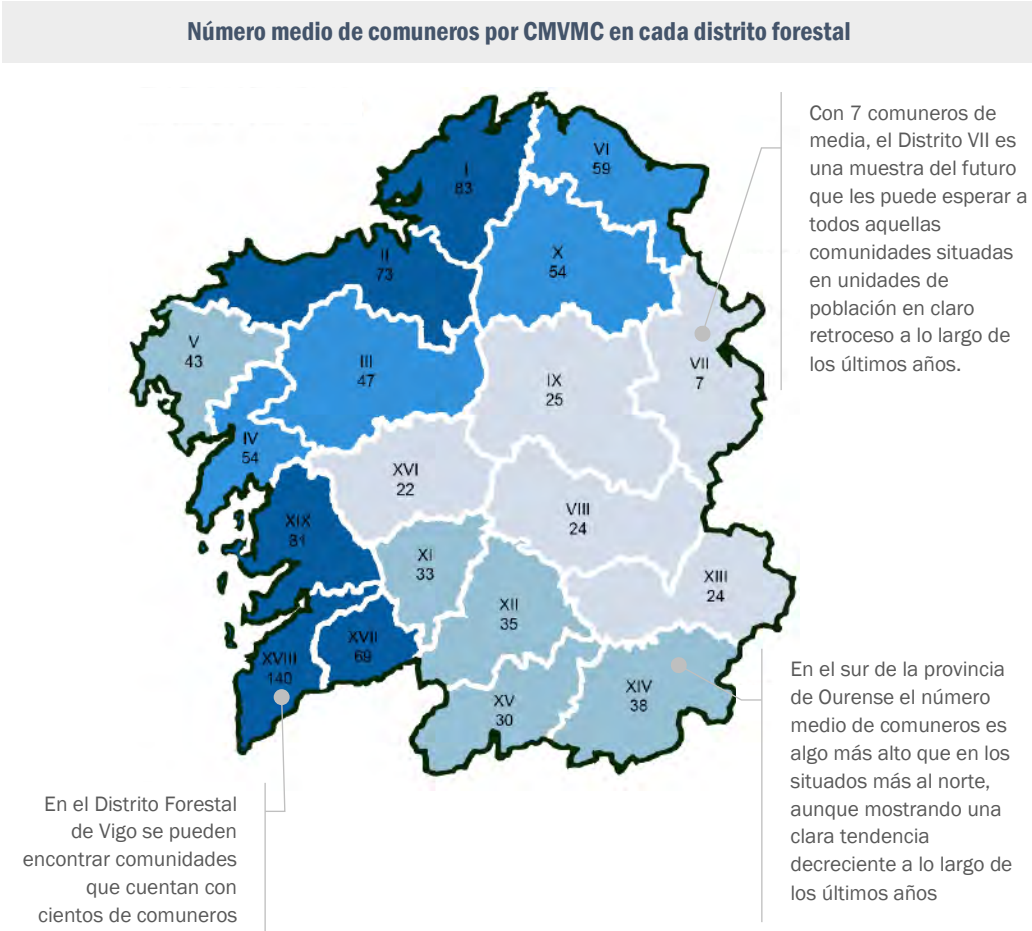 Número medio de comuneros por CMVMC en cada distrito forestal
Con 7 comuneros de
media, el Distrito VII es
una muestra del futuro
que les puede esperar a
todos aquellas
comunidades situadas
en unidades de
población en claro
retroceso a lo largo de
los últimos años.
I
83
VI
59
II
73
X
54
V
43
III
47
IX
25
VII
7
IV
54
XVI
22
VIII
24
XIX
81
XI
33
XII
35
XIII
24
XVIII
140
XVII
69
XV
30
XIV
38
En el sur de la provincia
de Ourense el número
medio de comuneros es
algo más alto que en los
situados más al norte,
aunque mostrando una
clara tendencia
decreciente a lo largo de
los últimos años
En el Distrito Forestal
de Vigo se pueden
encontrar comunidades
que cuentan con
cientos de comuneros